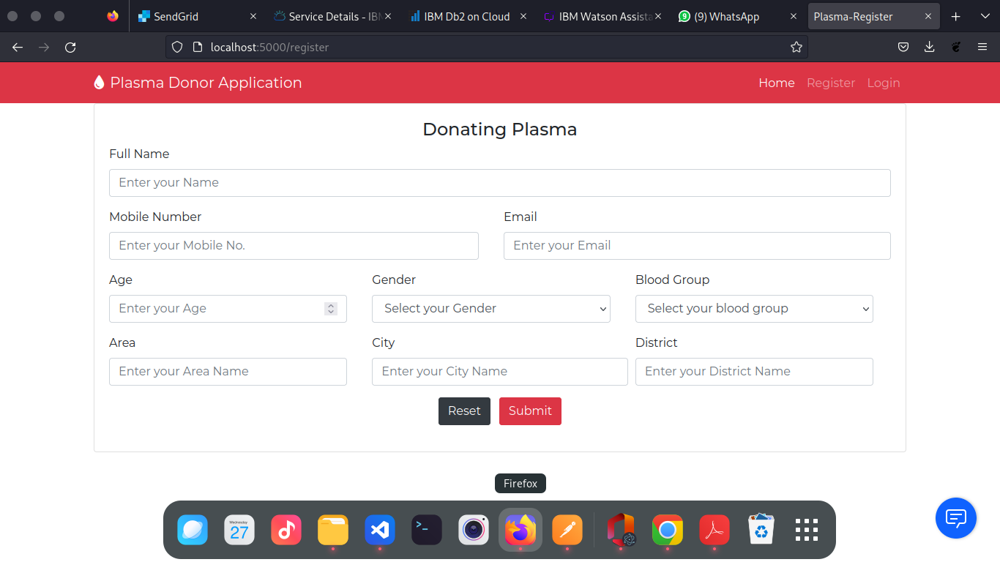 SendGrid
Service Details - IBM
IBM Db2 on Cloud
IBM Watson Assista
(9) WhatsApp
Plasma-Register
localhost:5000/register
Plasma Donor Application
Home
Register
Login
Donating Plasma
Full Name
Enter your Name
Mobile Number
Email
Enter your Mobile No.
Enter your Email
Age
Gender
Blood Group
Enter your Age
Select your Gender
Select your blood group
Area
City
District
Enter your Area Name
Enter your City Name
Enter your District Name
Reset
Submit
Firefox
Wednesday
27